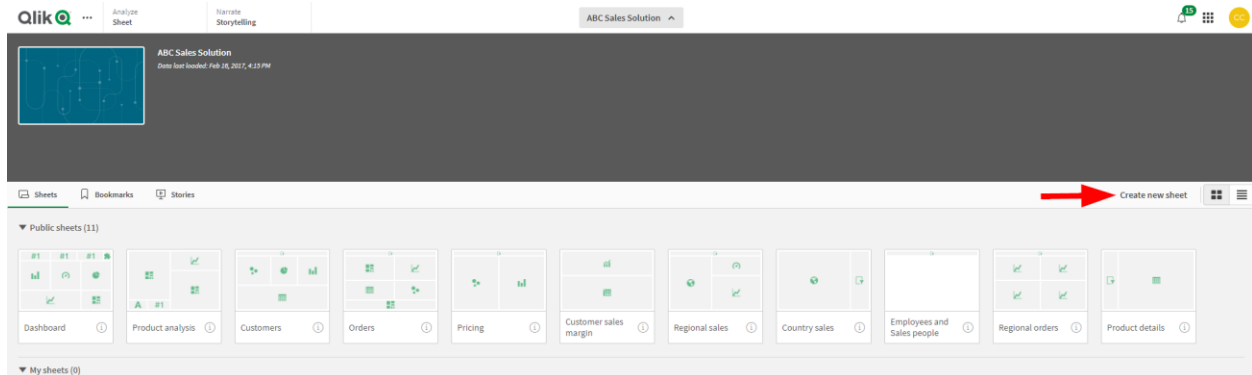 Qlik
Analyze
Sheet
Narrate
Storytelling
ABC Sales Solution
15
CC
ABC Sales Solution
Data last loaded: Feb 16, 2017, 4:15 PM
Sheets
Bookmarks
Stories
Create new sheet
Public sheets (11)
#1 #1 #1
A #1
Dashboard
Product analysis
Customers
Orders
Pricing
Customer sales
margin
Regional sales
Country sales
Employees and
Sales people
Regional orders
Product details
My sheets (0)